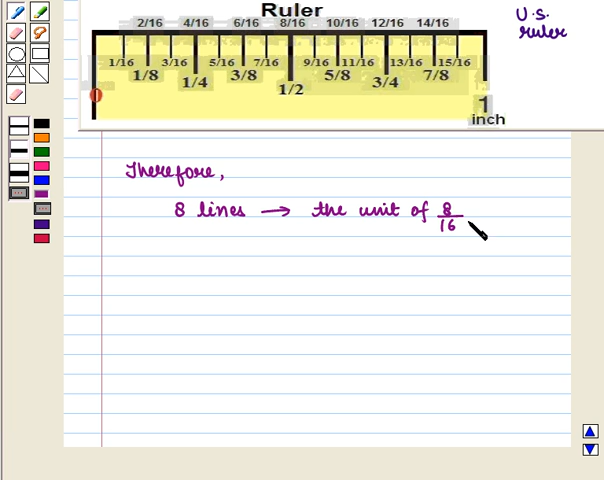 Ruler
U.S.
ruler
2/16 4/16 6/16 8/16 10/16 12/16 14/16
1/16 3/16 5/16 7/16 9/16 11/16 13/16 15/16
1/8 1/4 3/8 1/2 5/8 3/4 7/8
0
1
inch
Therefore,
8 lines → the unit of 8/16